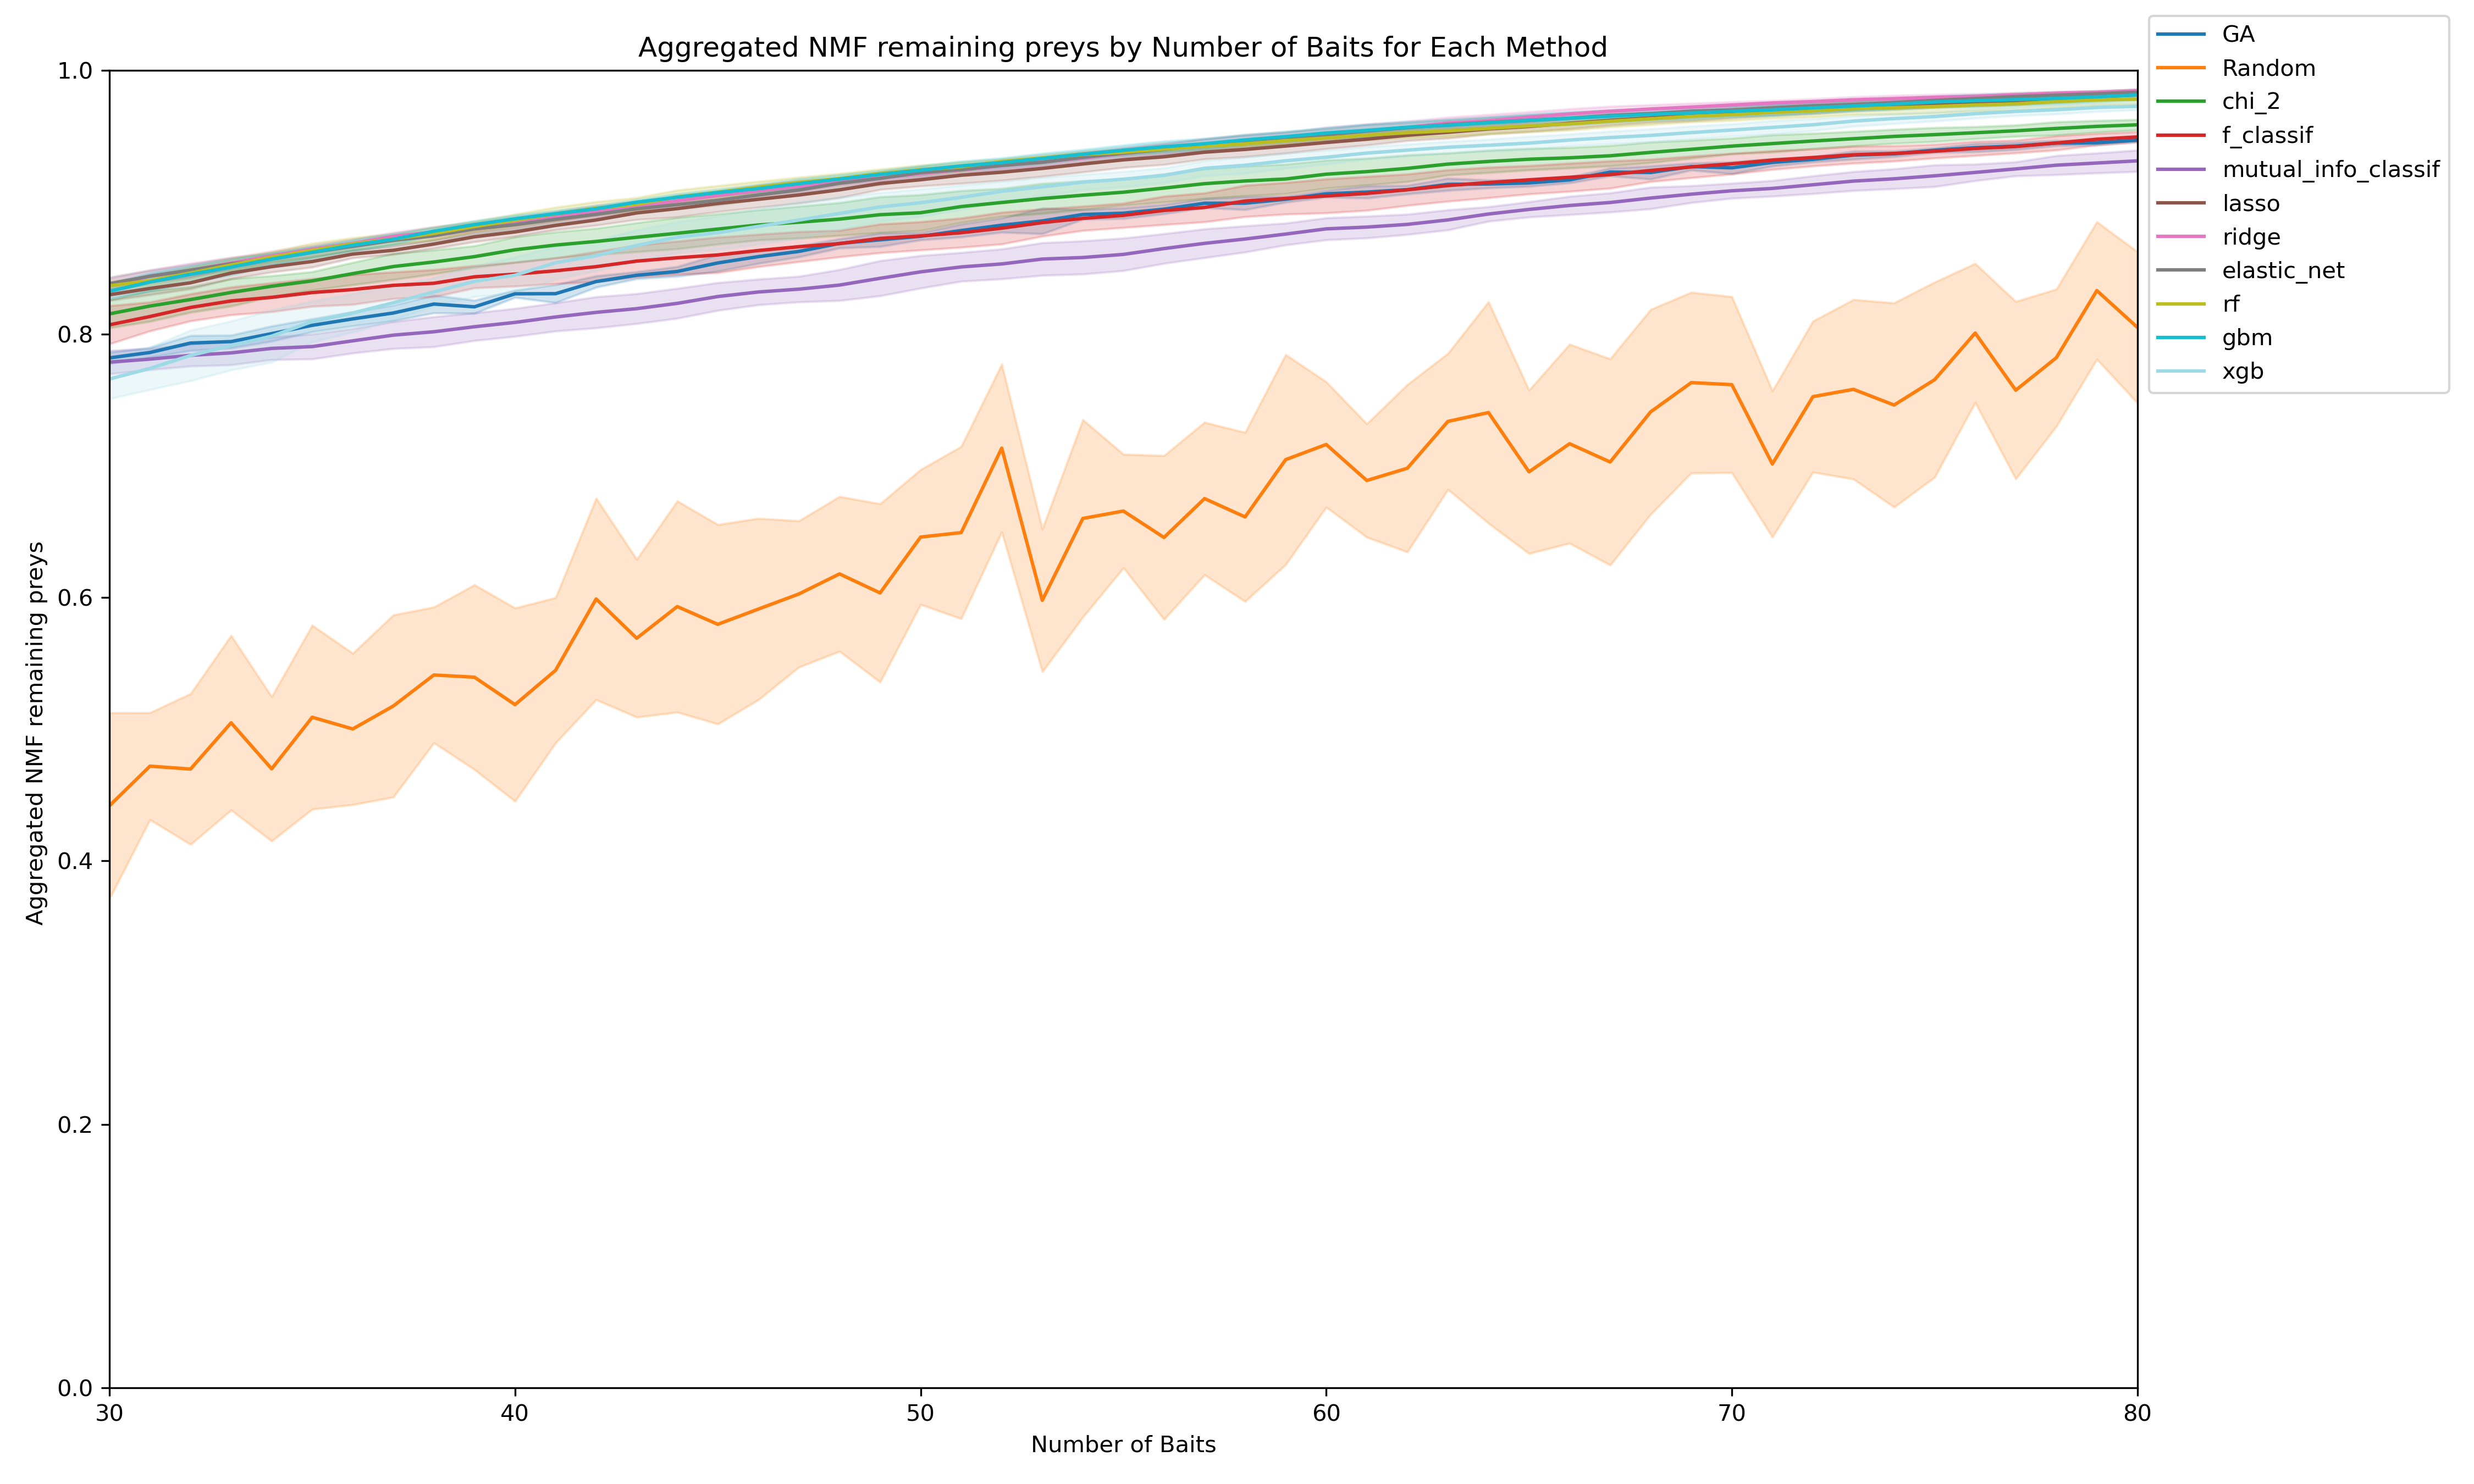 Aggregated NMF remaining preys by Number of Baits for Each Method
GA
Random
chi_2
f_classif
mutual_info_classif
lasso
ridge
elastic_net
rf
gbm
xgb
Aggregated NMF remaining preys
1.0
0.8
0.6
0.4
0.2
0.0
30 40 50 60 70 80
Number of Baits